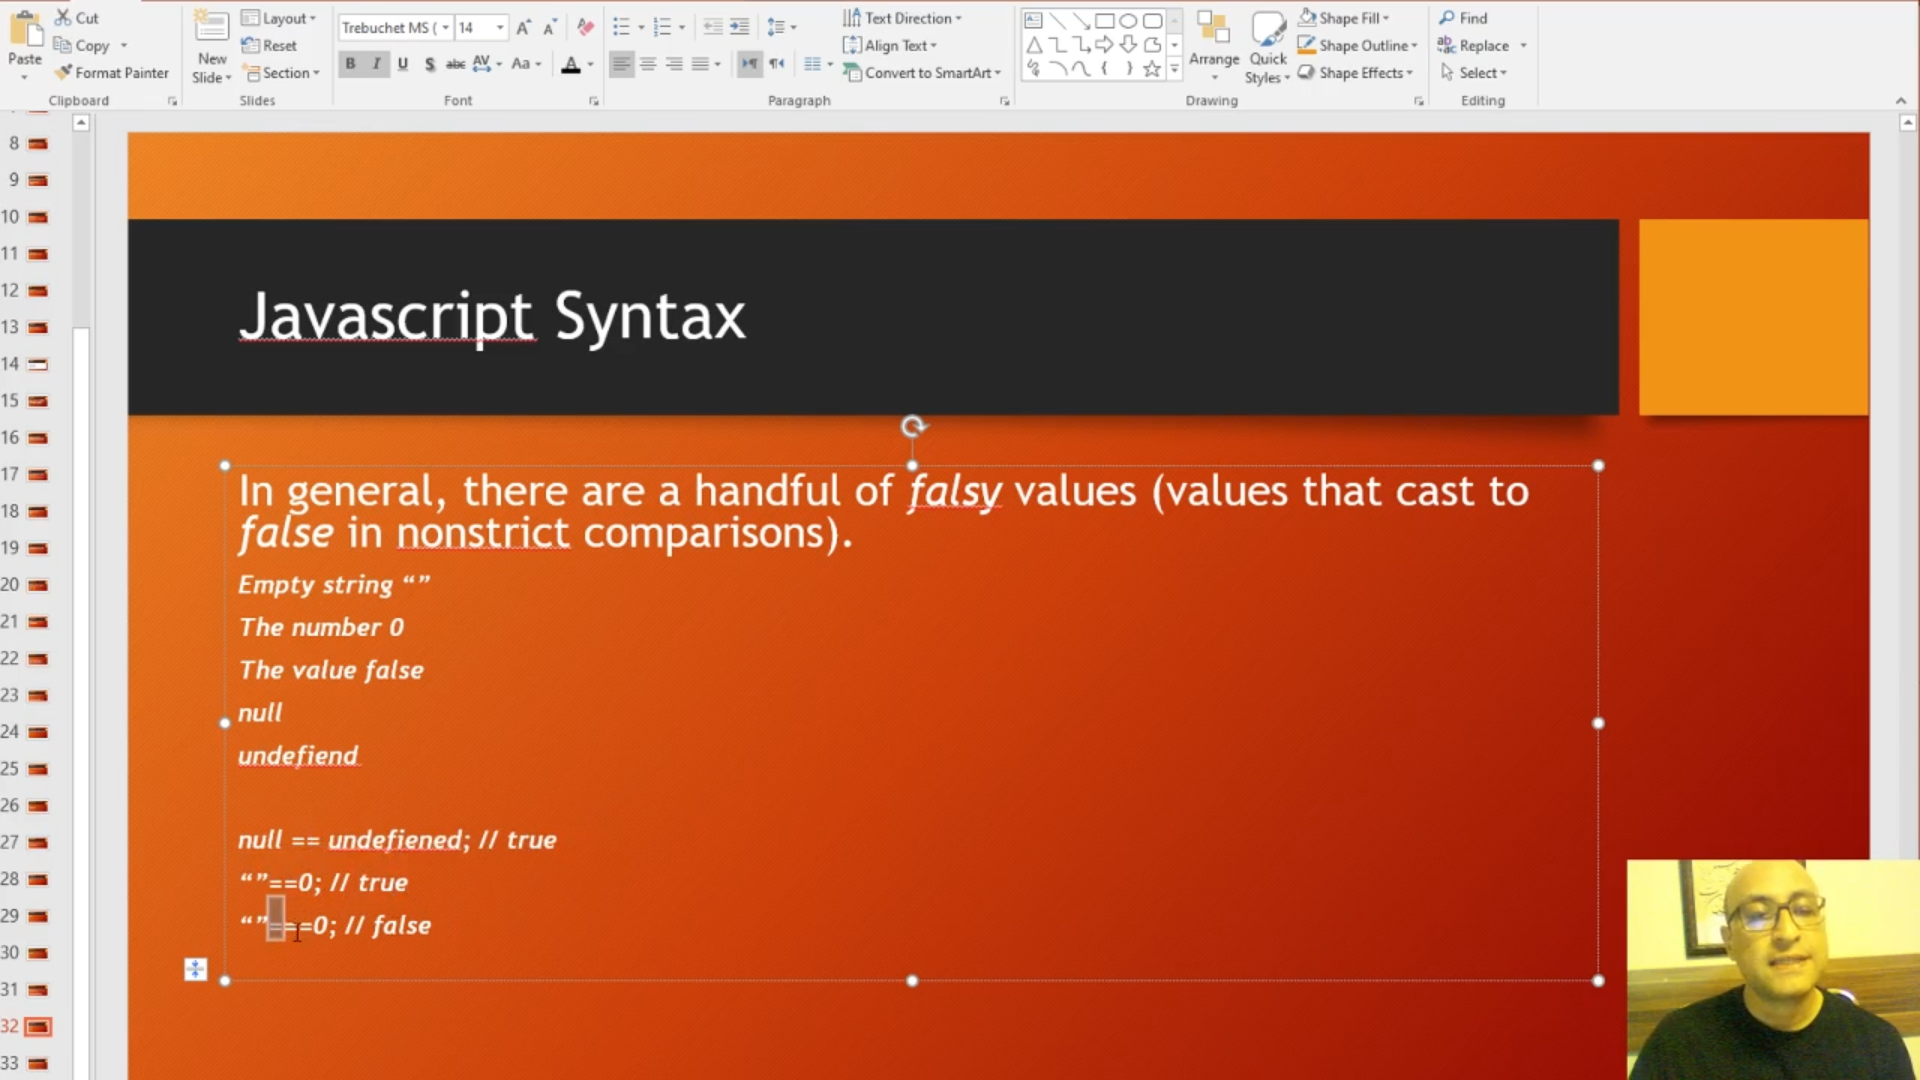 Cut
Copy
Format Painter
Paste
Clipboard
New
Slide
Layout
Reset
Section
Slides
Trebuchet MS (
14
B I U S abc AV Aa A
Font
Text Direction
Align Text
Convert to SmartArt
Paragraph
Arrange
Quick
Styles
Shape Fill
Shape Outline
Shape Effects
Drawing
Find
Replace
Select
Editing
8
9
10
11
12
13
14
15
16
17
18
19
20
21
22
23
24
25
26
27
28
29
30
31
32
33
Javascript Syntax
In general, there are a handful of falsy values (values that cast to
false in nonstrict comparisons).
Empty string “”
The number 0
The value false
null
undefiend
null == undefiened; // true
“”==0; // true
“”===0; // false